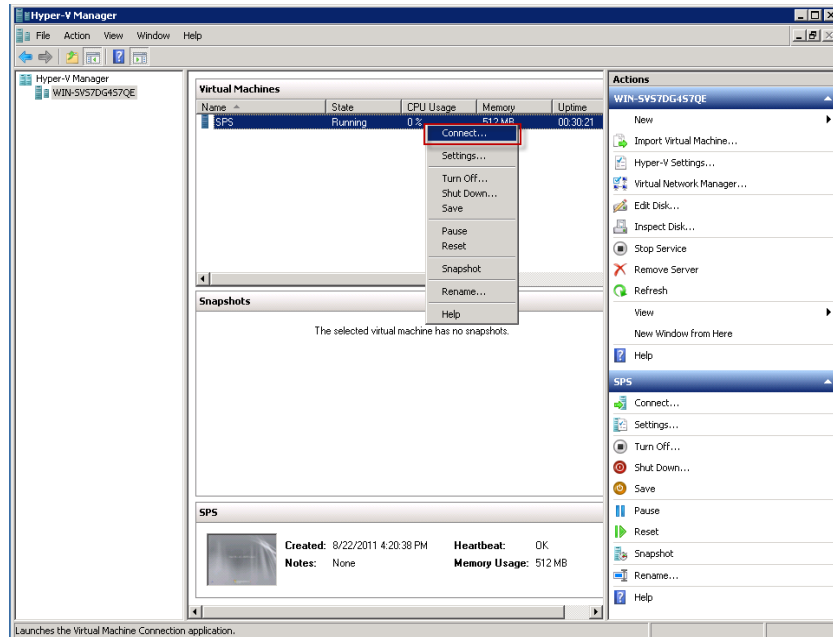 Hyper-V Manager
File Action View Window Help
Hyper-V Manager
WIN-SVS7DG4S7QE
Virtual Machines
Name State CPU Usage Memory Uptime
SPS Running 0 % 512 MB 00:30:21
Connect...
Settings...
Turn Off...
Shut Down...
Save
Pause
Reset
Snapshot
Rename...
Help
Snapshots
The selected virtual machine has no snapshots.
SPS
Created: 8/22/2011 4:20:38 PM Heartbeat: OK
Notes: None Memory Usage: 512 MB
Actions
WIN-SVS7DG4S7QE
New
Import Virtual Machine...
Hyper-V Settings...
Virtual Network Manager...
Edit Disk...
Inspect Disk...
Stop Service
Remove Server
Refresh
View
New Window from Here
Help
SPS
Connect...
Settings...
Turn Off...
Shut Down...
Save
Pause
Reset
Snapshot
Rename...
Help
Launches the Virtual Machine Connection application.